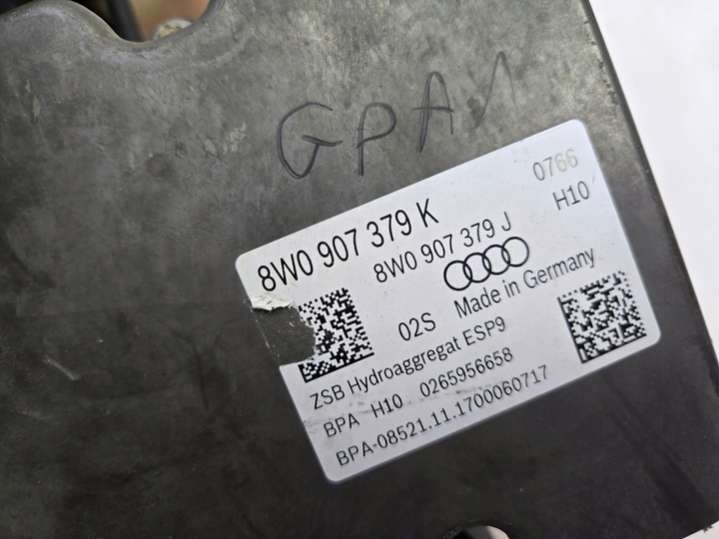 GPA1
0766
8W0 907 379 K
H10
8W0 907 379 J
02S Made in Germany
ZSB Hydroaggregat ESP9
BPA H10 0265956658
BPA-08521.11.1700060717